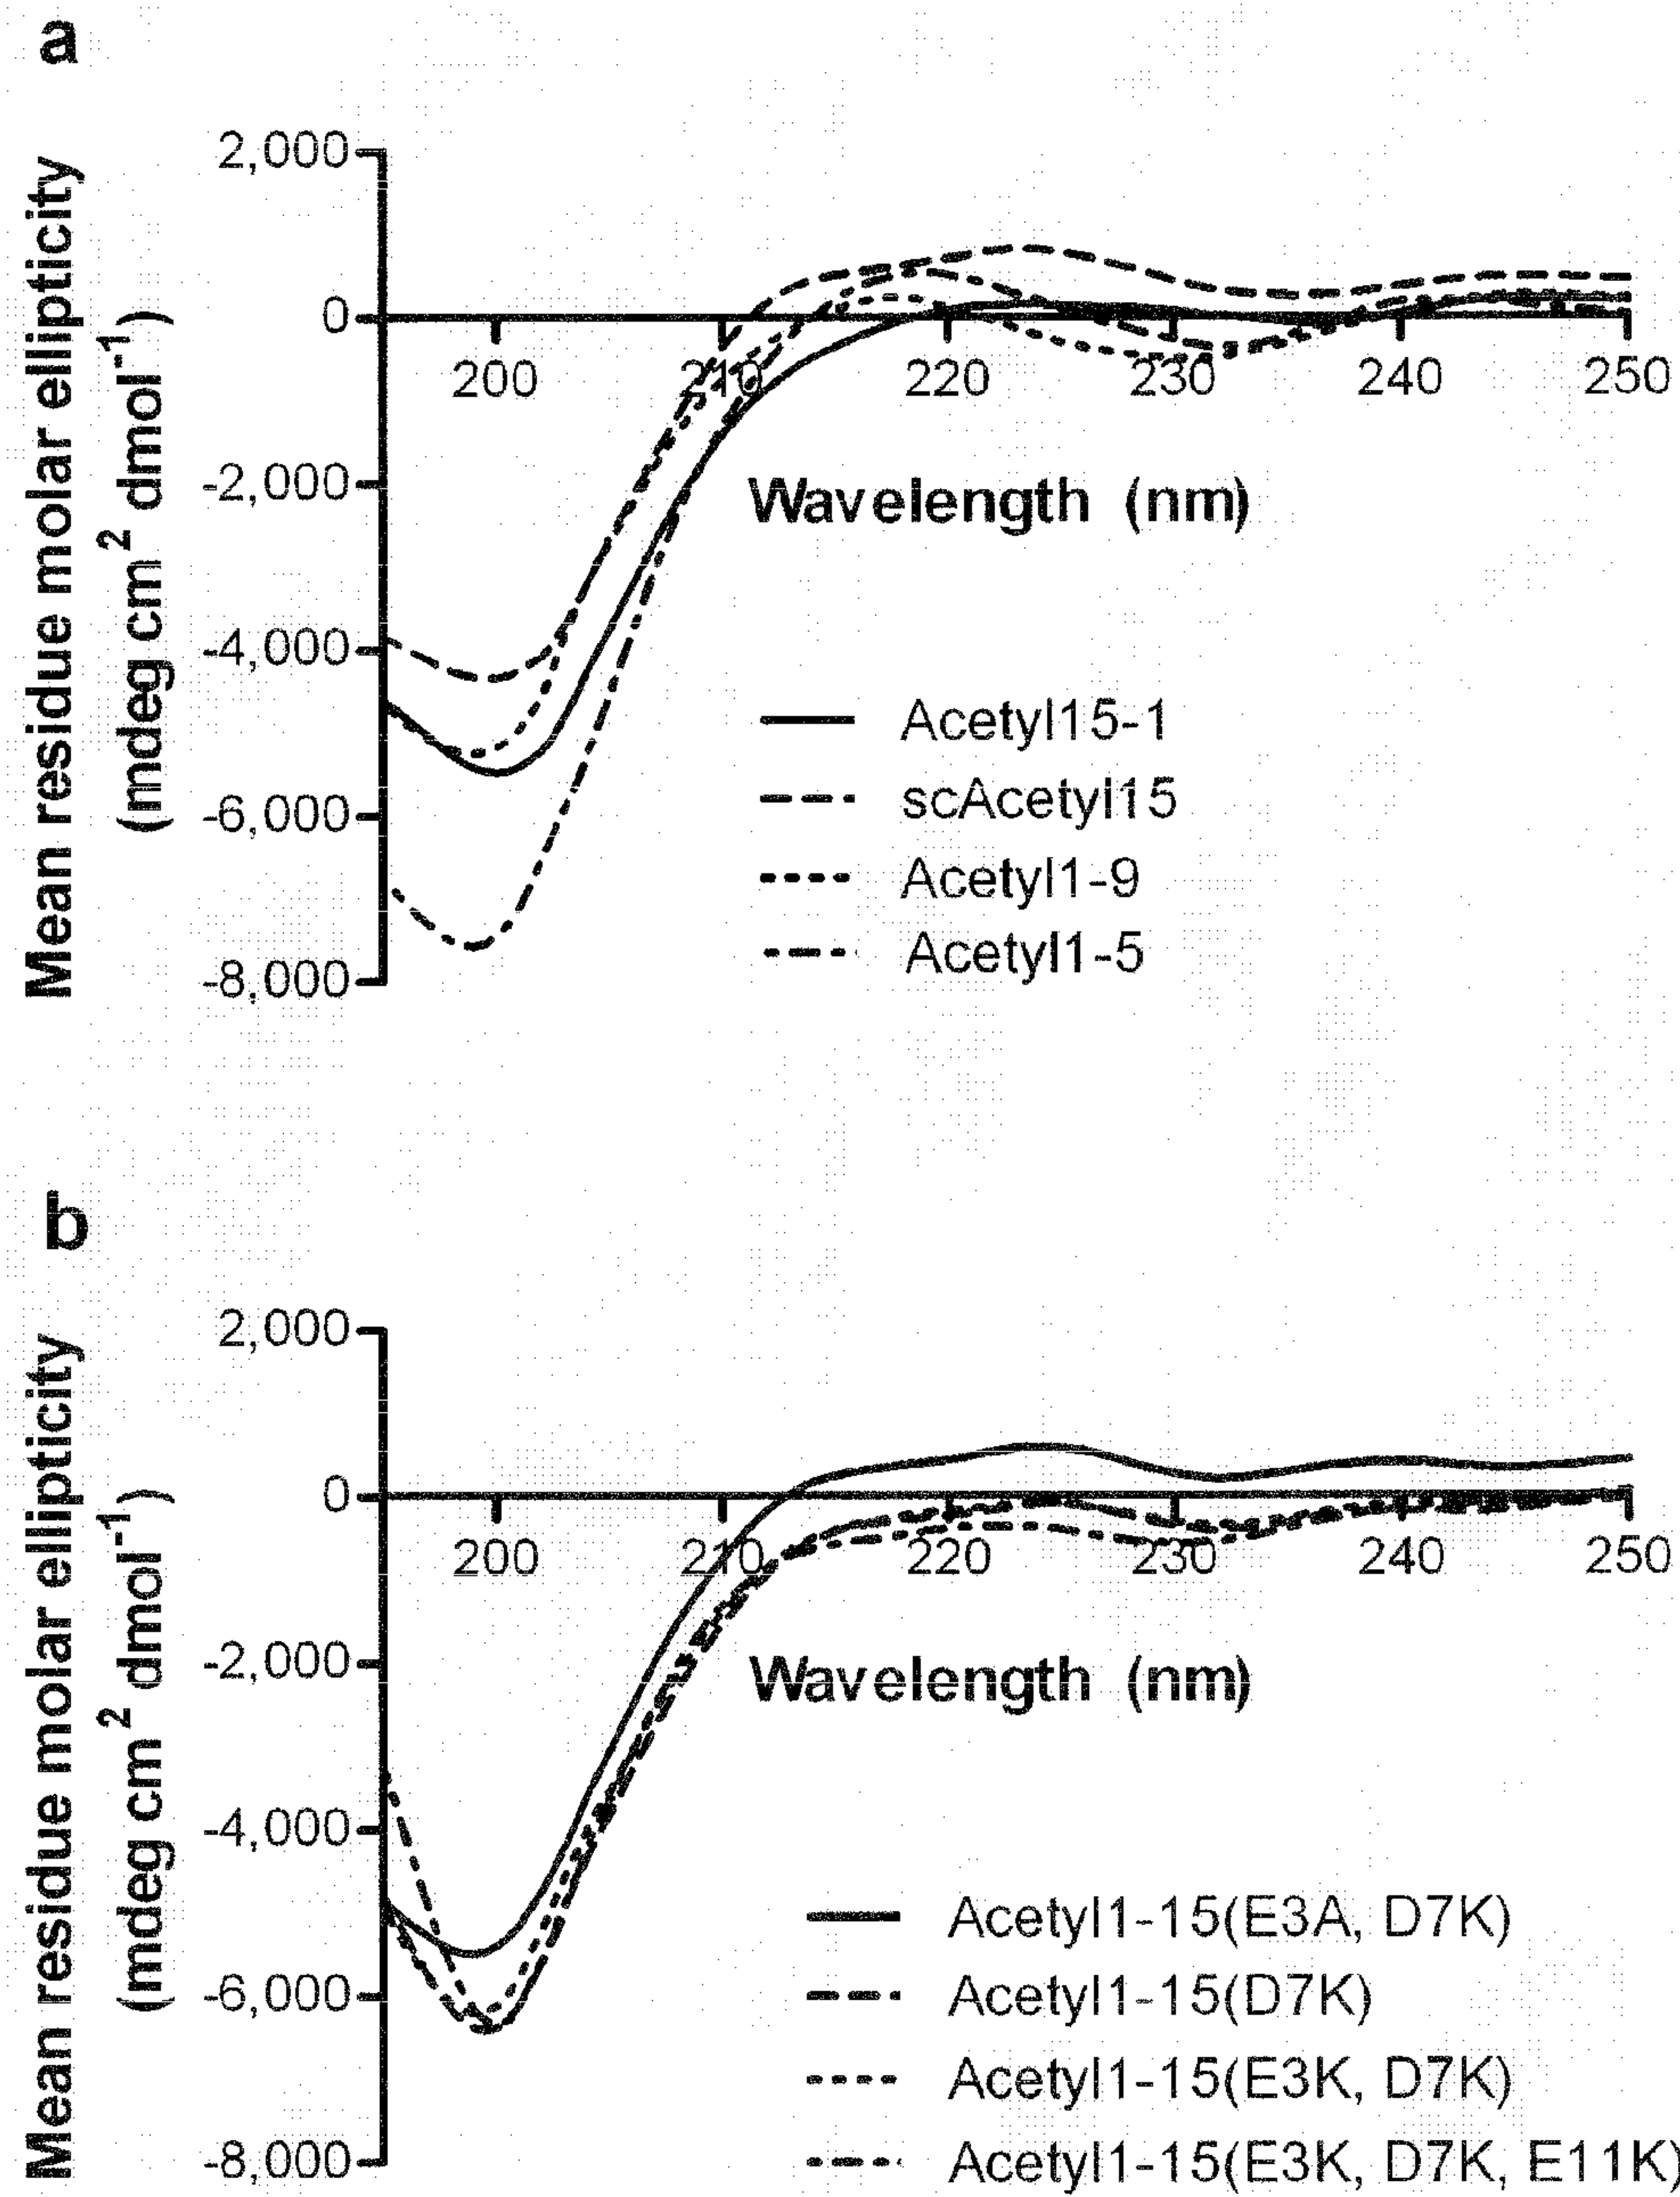 a
Mean residue molar ellipticity
(mdeg cm2 dmol-1)
2,000
0
-2,000
-4,000
-6,000
-8,000
200
210
220
230
240
250
Wavelength (nm)
Acetyl15-1
scAcetyl15
Acetyl1-9
Acetyl1-5
b
Mean residue molar ellipticity
(mdeg cm2 dmol-1)
2,000
0
-2,000
-4,000
-6,000
-8,000
200
210
220
230
240
250
Wavelength (nm)
Acetyl1-15(E3A, D7K)
Acetyl1-15(D7K)
Acetyl1-15(E3K, D7K)
Acetyl1-15(E3K, D7K, E11K)